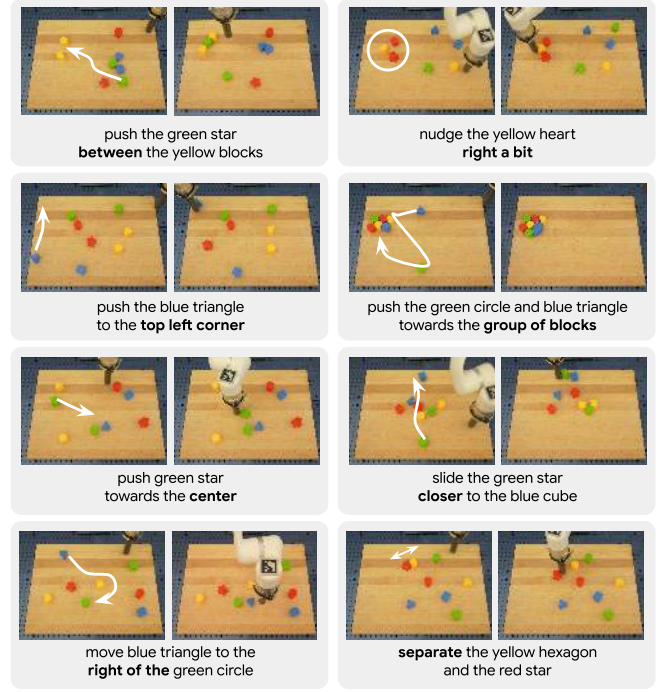 push the green star
between the yellow blocks
nudge the yellow heart
right a bit
push the blue triangle
to the top left corner
push the green circle and blue triangle
towards the group of blocks
push green star
towards the center
slide the green star
closer to the blue cube
move blue triangle to the
right of the green circle
separate the yellow hexagon
and the red star